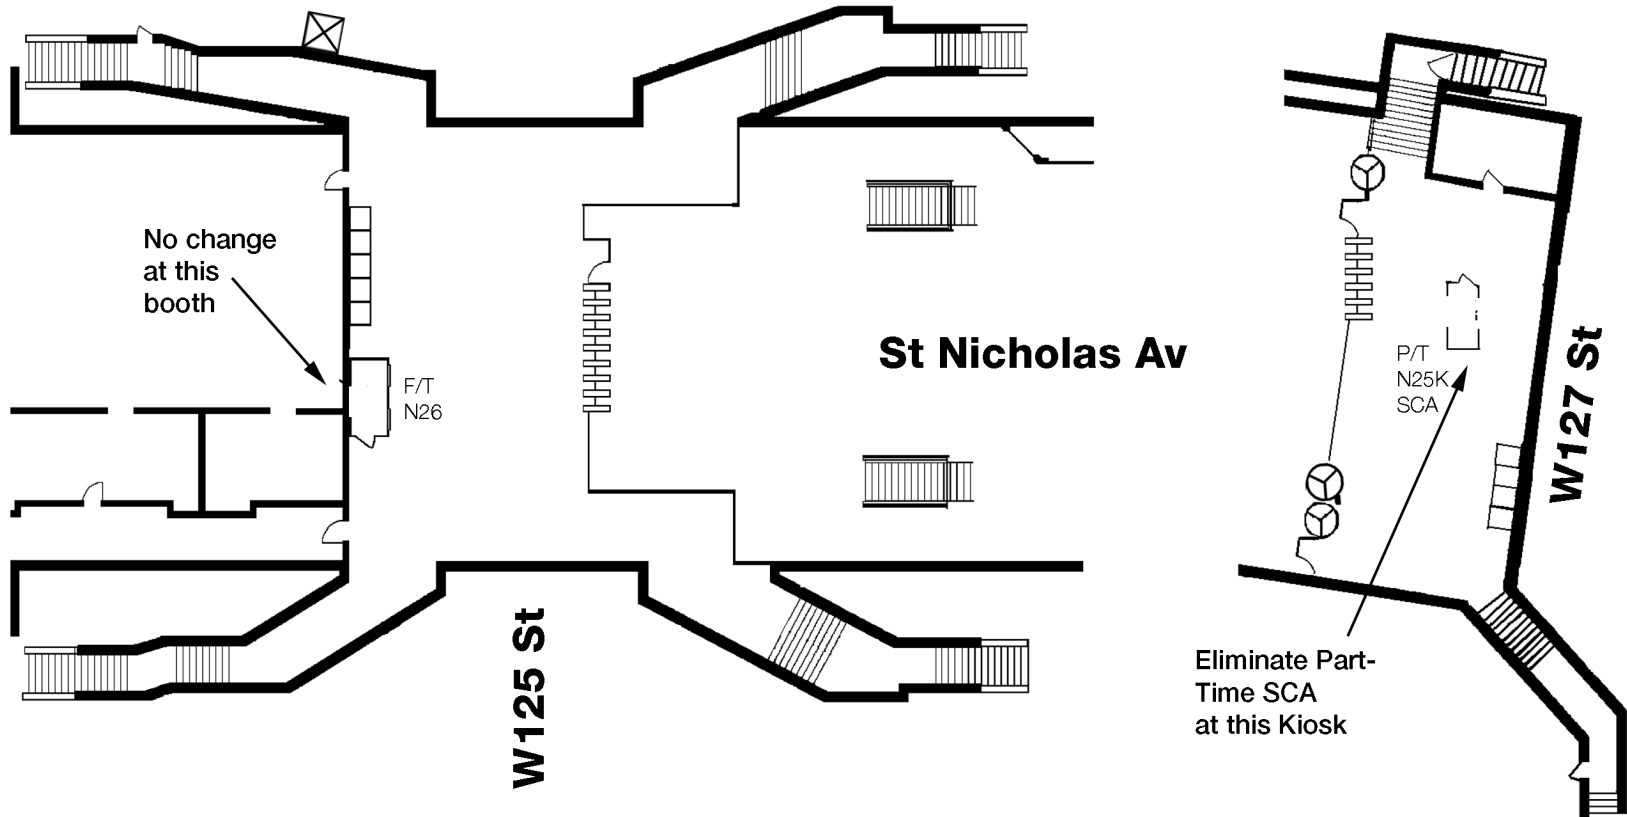 No change
at this
booth
F/T
N26
St Nicholas Av
W125 St
P/T
N25K
SCA
W127 St
Eliminate Part-
Time SCA
at this Kiosk